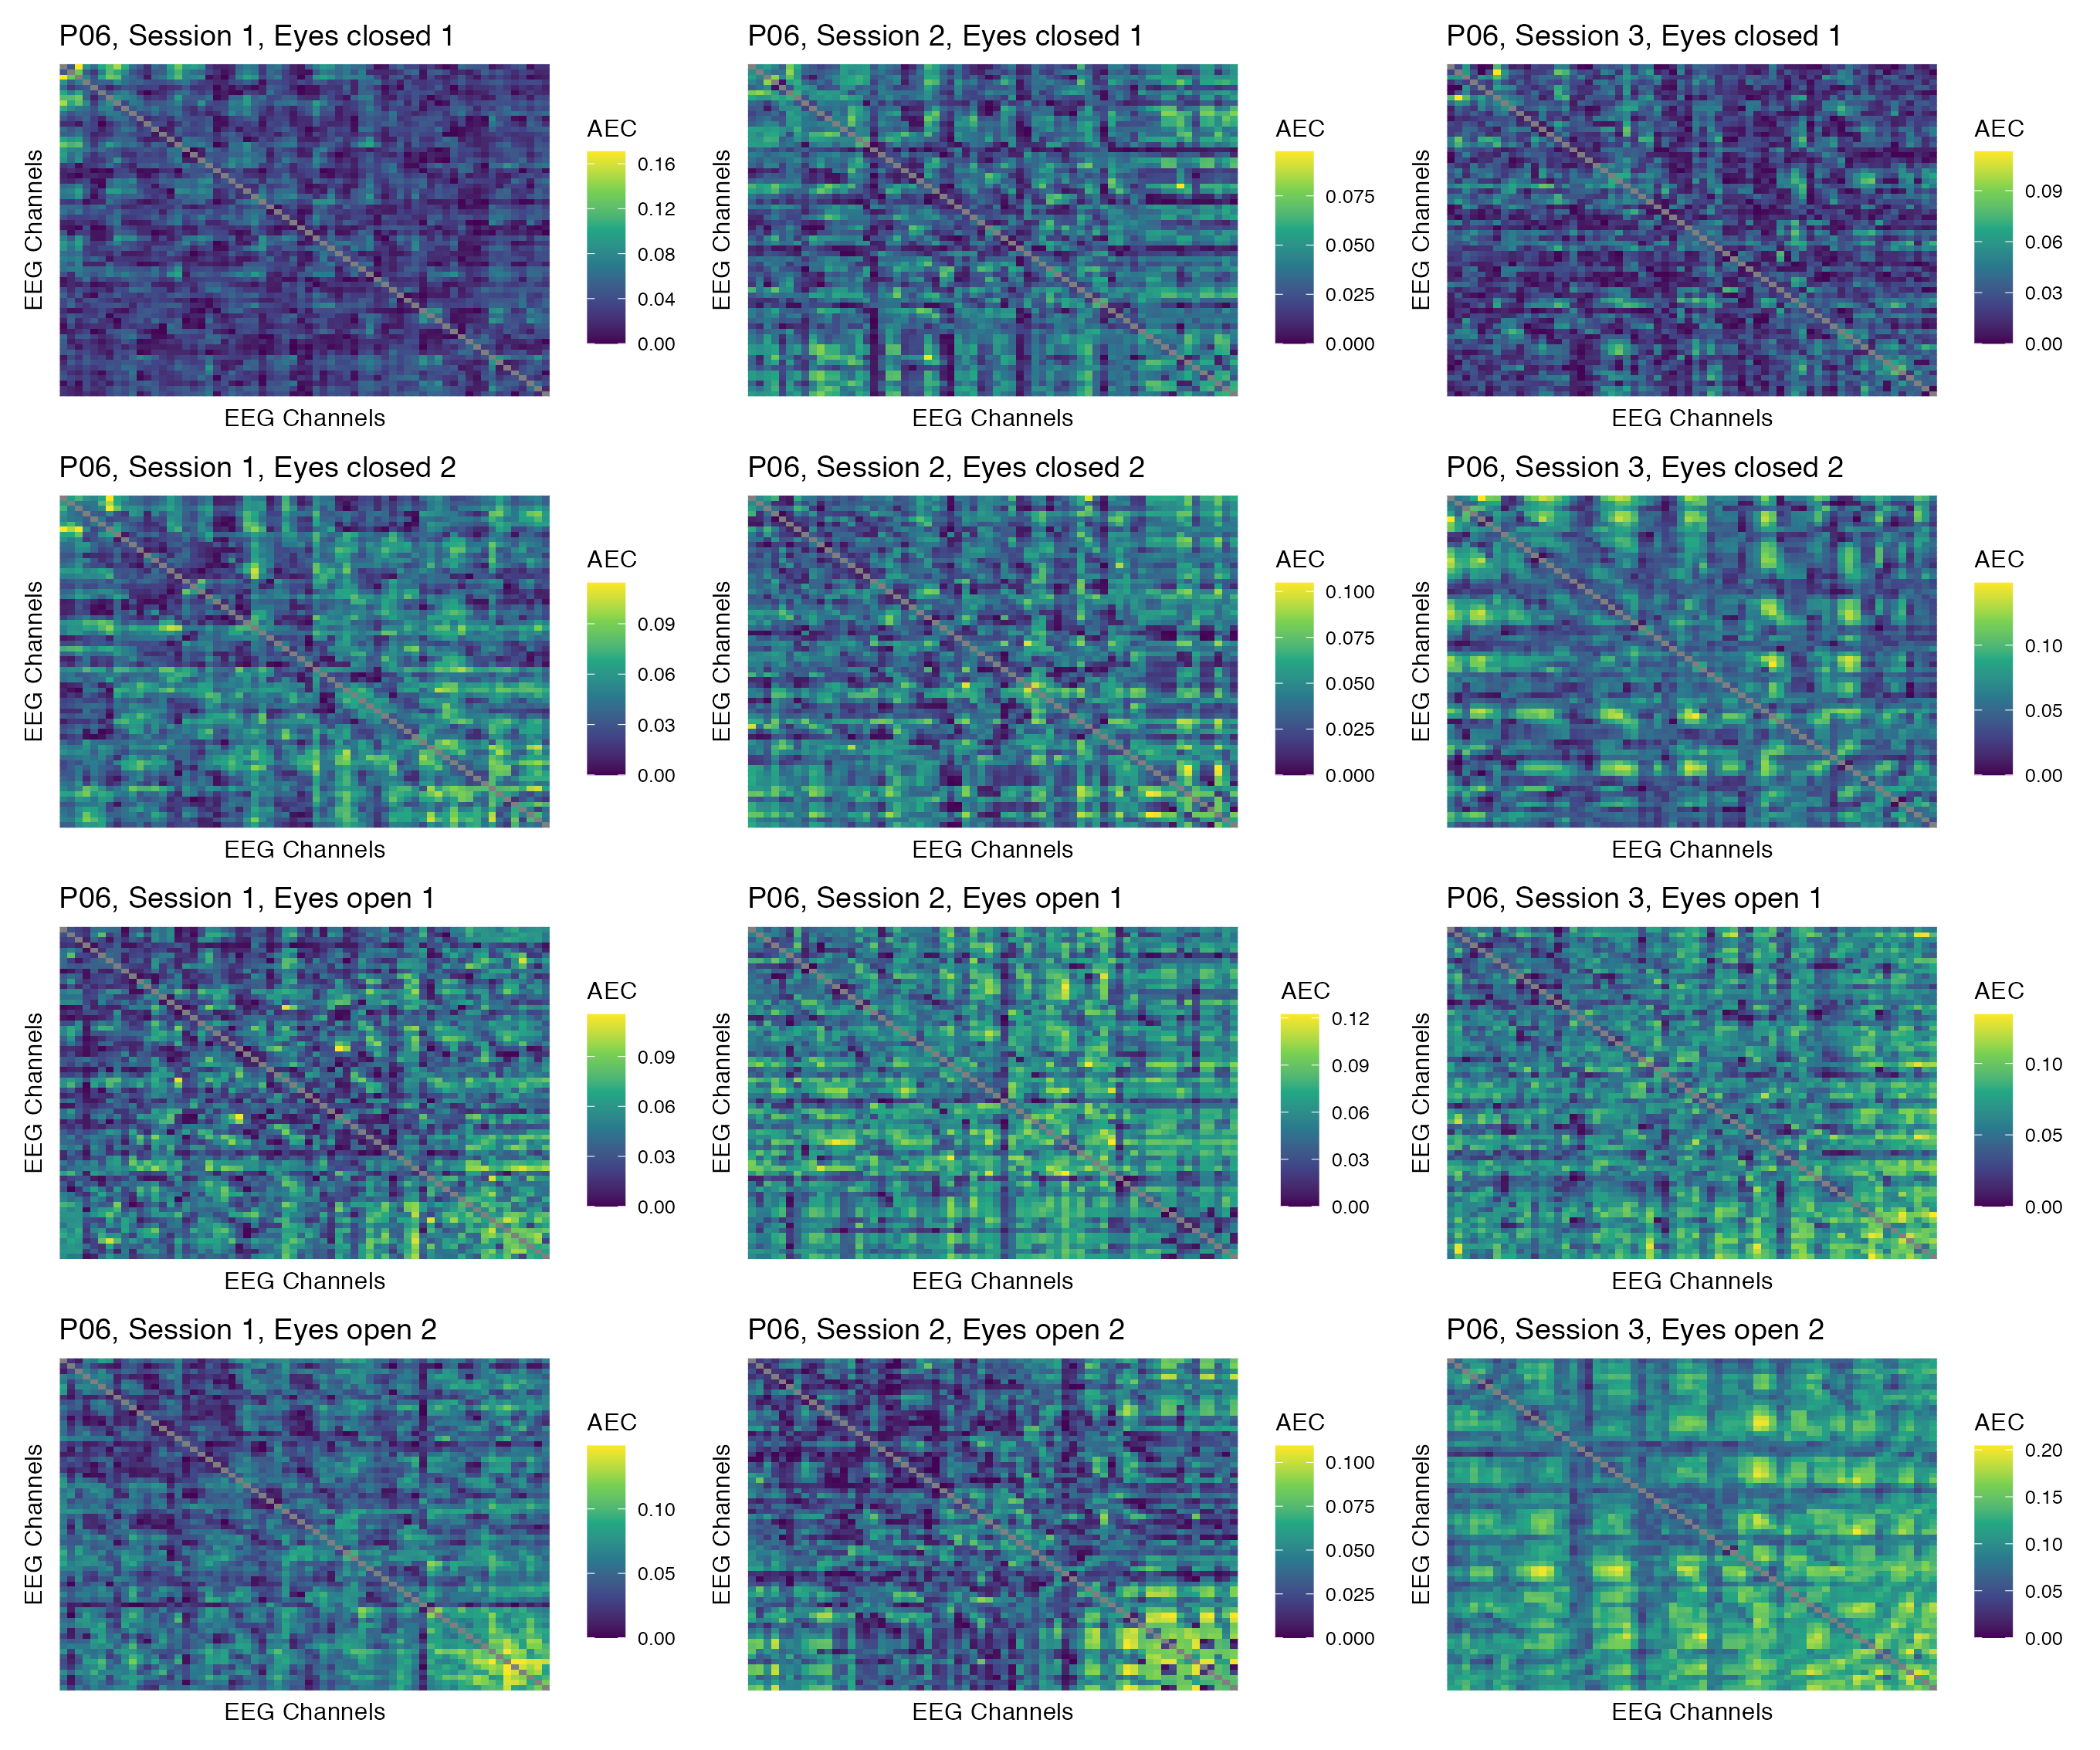 P06, Session 1, Eyes closed 1
EEG Channels
EEG Channels
AEC
0.16
0.12
0.08
0.04
0.00
P06, Session 2, Eyes closed 1
EEG Channels
EEG Channels
AEC
0.075
0.050
0.025
0.000
P06, Session 3, Eyes closed 1
EEG Channels
EEG Channels
AEC
0.09
0.06
0.03
0.00
P06, Session 1, Eyes closed 2
EEG Channels
EEG Channels
AEC
0.09
0.06
0.03
0.00
P06, Session 2, Eyes closed 2
EEG Channels
EEG Channels
AEC
0.100
0.075
0.050
0.025
0.000
P06, Session 3, Eyes closed 2
EEG Channels
EEG Channels
AEC
0.10
0.05
0.00
P06, Session 1, Eyes open 1
EEG Channels
EEG Channels
AEC
0.09
0.06
0.03
0.00
P06, Session 2, Eyes open 1
EEG Channels
EEG Channels
AEC
0.12
0.09
0.06
0.03
0.00
P06, Session 3, Eyes open 1
EEG Channels
EEG Channels
AEC
0.10
0.05
0.00
P06, Session 1, Eyes open 2
EEG Channels
EEG Channels
AEC
0.10
0.05
0.00
P06, Session 2, Eyes open 2
EEG Channels
EEG Channels
AEC
0.100
0.075
0.050
0.025
0.000
P06, Session 3, Eyes open 2
EEG Channels
EEG Channels
AEC
0.20
0.15
0.10
0.05
0.00